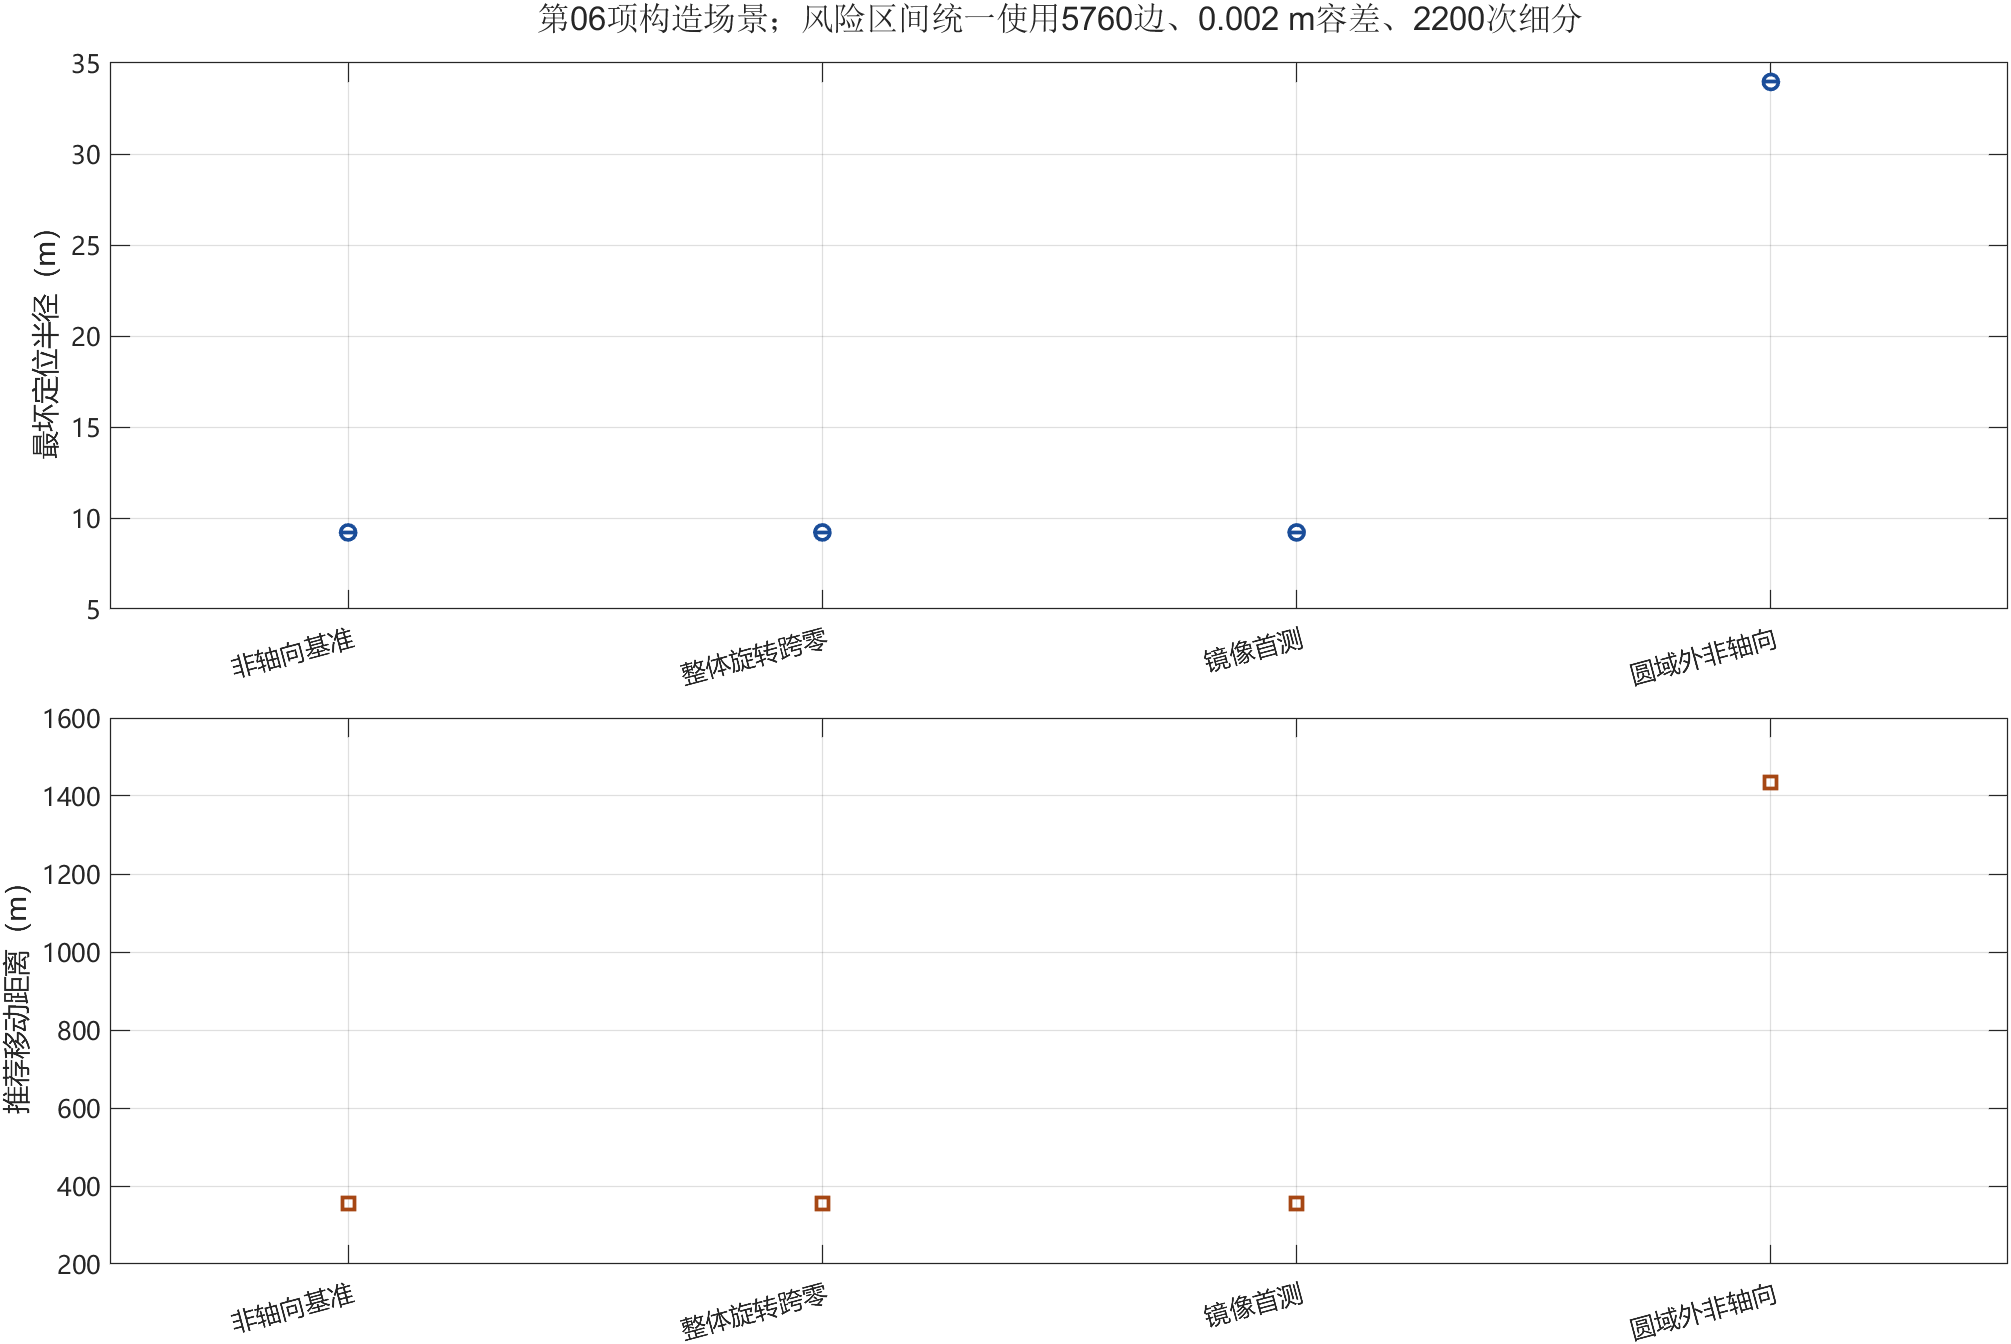 第06项构造场景；风险区间统一使用5760边、0.002 m容差、2200次细分
最坏定位半径（m）
35
30
25
20
15
10
5
非轴向基准
整体旋转跨零
镜像首测
圆域外非轴向
推荐移动距离（m）
1600
1400
1200
1000
800
600
400
200
非轴向基准
整体旋转跨零
镜像首测
圆域外非轴向